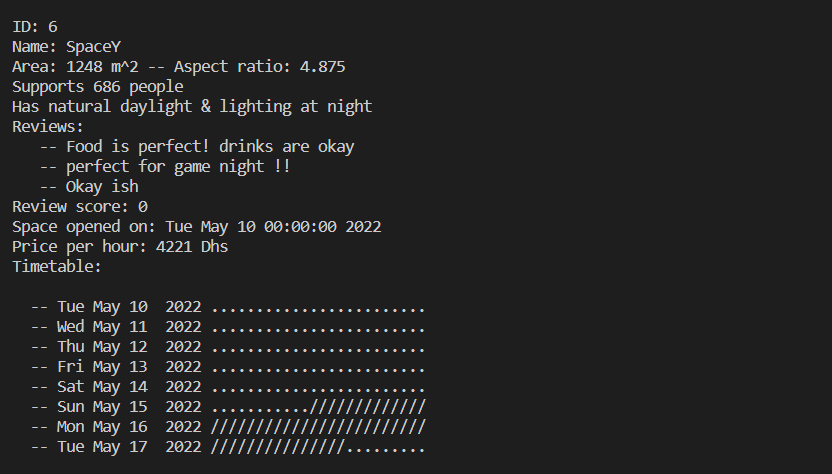 ID: 6
Name: SpaceY
Area: 1248 m^2 -- Aspect ratio: 4.875
Supports 686 people
Has natural daylight & lighting at night
Reviews:
   -- Food is perfect! drinks are okay
   -- perfect for game night !!
   -- Okay ish
Review score: 0
Space opened on: Tue May 10 00:00:00 2022
Price per hour: 4221 Dhs
Timetable:

  -- Tue May 10  2022 ........................
  -- Wed May 11  2022 ........................
  -- Thu May 12  2022 ........................
  -- Fri May 13  2022 ........................
  -- Sat May 14  2022 ........................
  -- Sun May 15  2022 .........../////////////
  -- Mon May 16  2022 ////////////////////////
  -- Tue May 17  2022 ///////////////.........